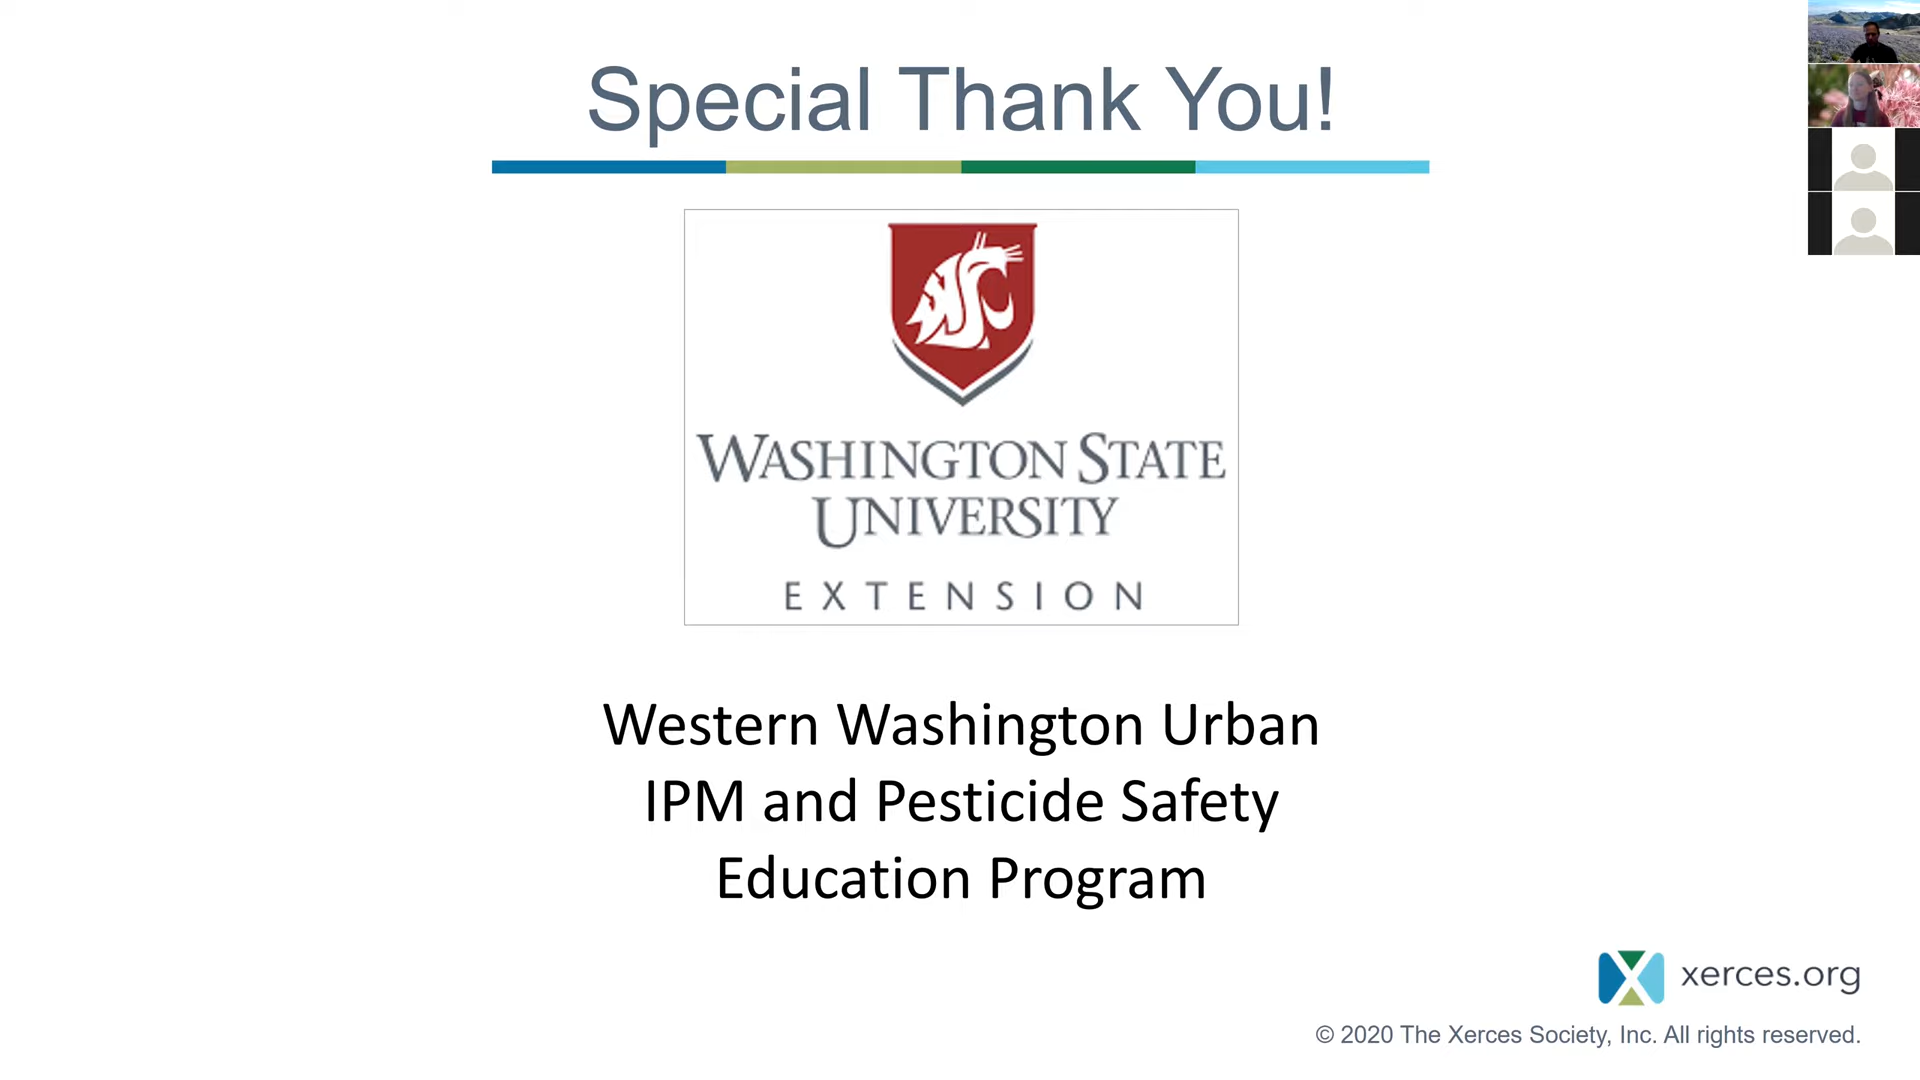 Special Thank You!
WASHINGTON STATE
UNIVERSITY
EXTENSION
Western Washington Urban
IPM and Pesticide Safety
Education Program
xerces.org
© 2020 The Xerces Society, Inc. All rights reserved.